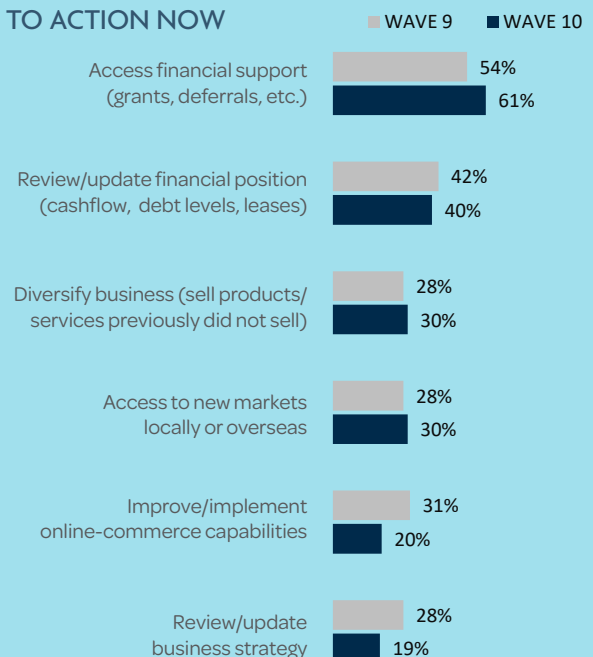 TO ACTION NOW
WAVE 9 WAVE 10
Access financial support
(grants, deferrals, etc.)
54%
61%
Review/update financial position
(cashflow, debt levels, leases)
42%
40%
Diversify business (sell products/
services previously did not sell)
28%
30%
Access to new markets
locally or overseas
28%
30%
Improve/implement
online-commerce capabilities
31%
20%
Review/update
business strategy
28%
19%